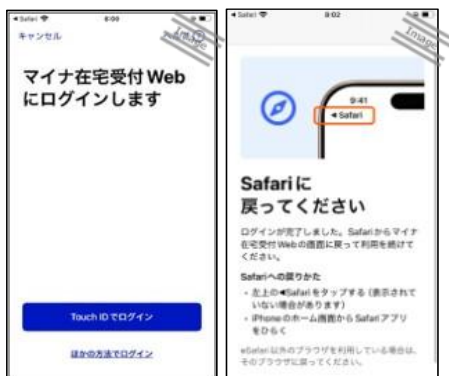 ◀Safari
6:00
キャンセル
ヘルプ
Image
マイナ在宅受付Web
にログインします
Touch IDでログイン
ほかの方法でログイン
◀Safari
8:02
Image
9:41
◀Safari
Safariに
戻ってください
ログインが完了しました。Safariからマイナ
在宅受付Webの画面に戻って利用を続けて
ください。
Safariへの戻りかた
・左上の◀Safariをタップする（表示されて
いない場合があります）
・iPhoneのホーム画面からSafariアプリ
をひらく
※Safari以外のブラウザを利用している場合は、
そのブラウザに戻ってください。